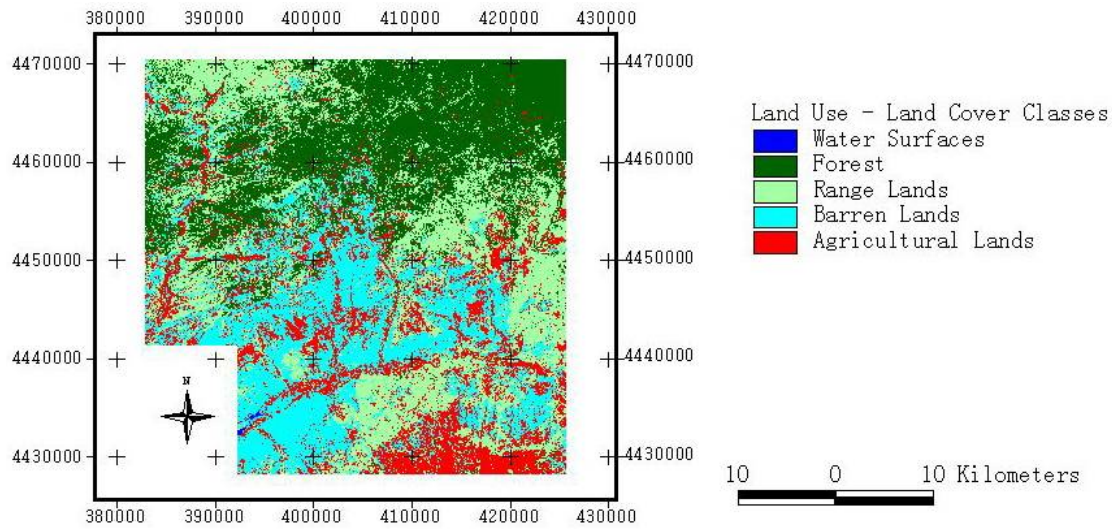 380000 390000 400000 410000 420000 430000
4470000 4470000
Land Use - Land Cover Classes
Water Surfaces
4460000 4460000
Forest
Range Lands
Barren Lands
Agricultural Lands
4450000 4450000
4440000 4440000
N
4430000 4430000
10 0 10 Kilometers
380000 390000 400000 410000 420000 430000